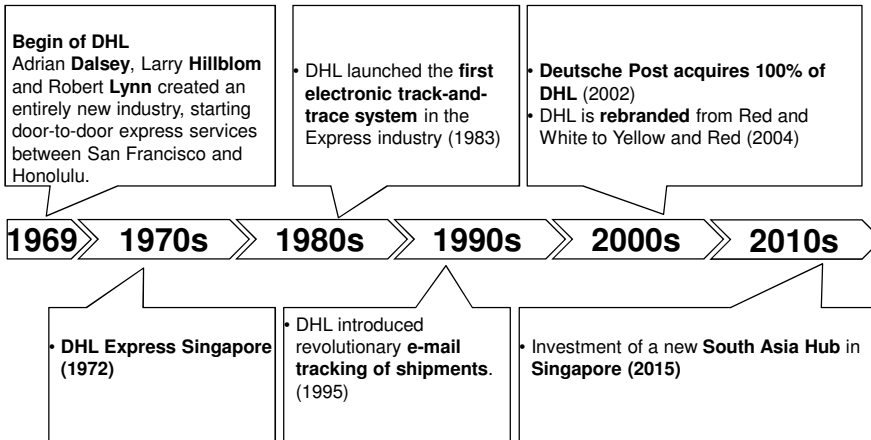 Begin of DHL
Adrian Dalsey, Larry Hillblom
and Robert Lynn created an
entirely new industry, starting
door-to-door express services
between San Francisco and
Honolulu.
• DHL launched the first
electronic track-and-
trace system in the
Express industry (1983)
• Deutsche Post acquires 100% of
DHL (2002)
• DHL is rebranded from Red and
White to Yellow and Red (2004)
1969 1970s 1980s 1990s 2000s 2010s
• DHL Express Singapore
(1972)
• DHL introduced
revolutionary e-mail
tracking of shipments.
(1995)
• Investment of a new South Asia Hub in
Singapore (2015)